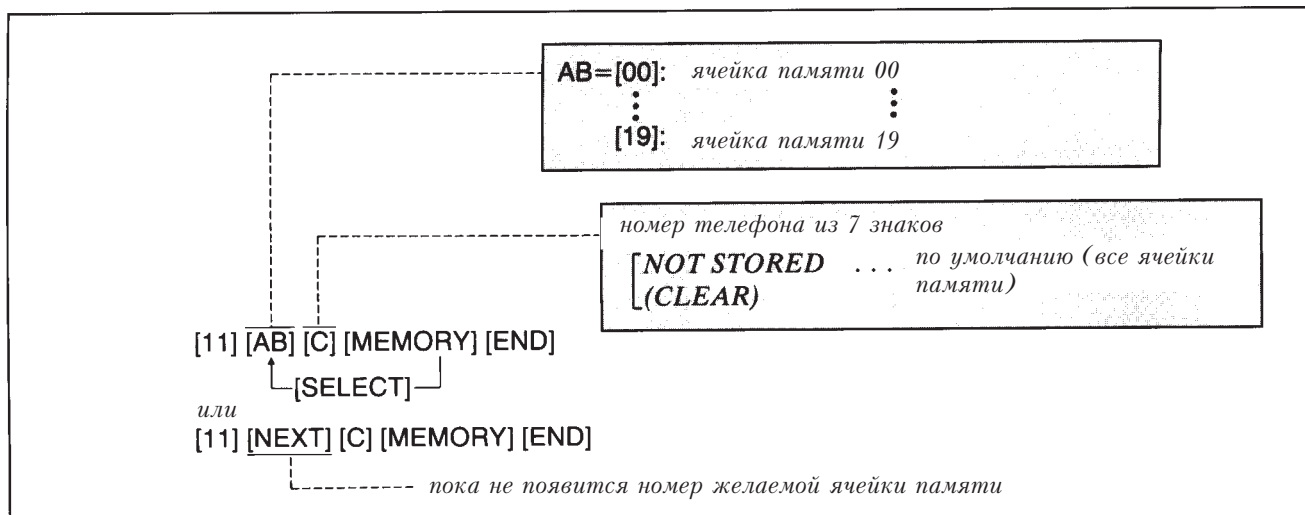 AB=[00]: ячейка памяти 00
[19]: ячейка памяти 19
номер телефона из 7 знаков
NOT STORED ... по умолчанию (все ячейки
(CLEAR) памяти)
[11] [AB] [C] [MEMORY] [END]
[SELECT]
или
[11] [NEXT] [C] [MEMORY] [END]
пока не появится номер желаемой ячейки памяти